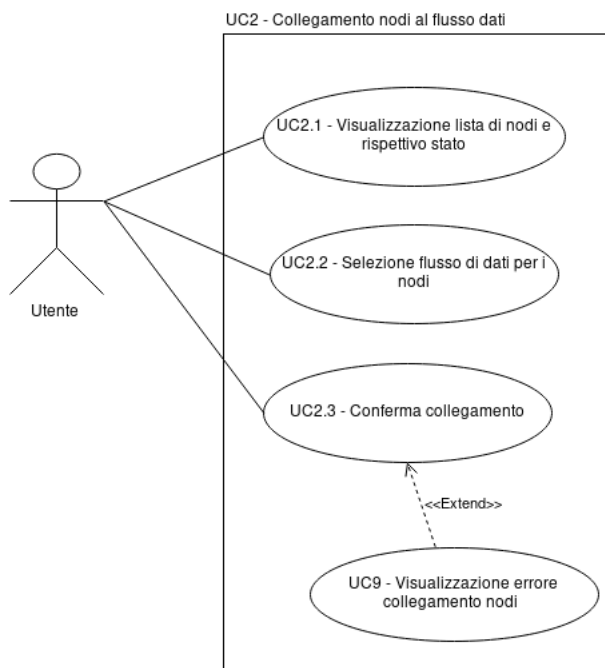 UC2 - Collegamento nodi al flusso dati
UC2.1 - Visualizzazione lista di nodi e
rispettivo stato
UC2.2 - Selezione flusso di dati per i
nodi
Utente
UC2.3 - Conferma collegamento
<<Extend>>
UC9 - Visualizzazione errore
collegamento nodi